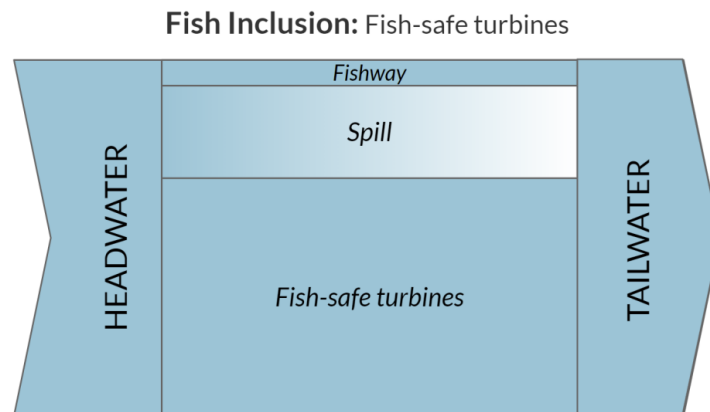 Fish Inclusion: Fish-safe turbines
Fishway
Spill
HEADWATER
Fish-safe turbines
TAILWATER